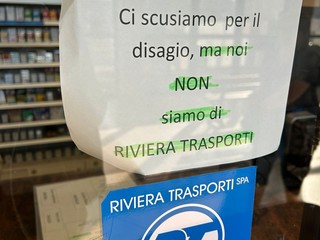 Ci scusiamo per il
disagio, ma noi
NON
siamo di
RIVIERA TRASPORTI
RIVIERA TRASPORTI SPA